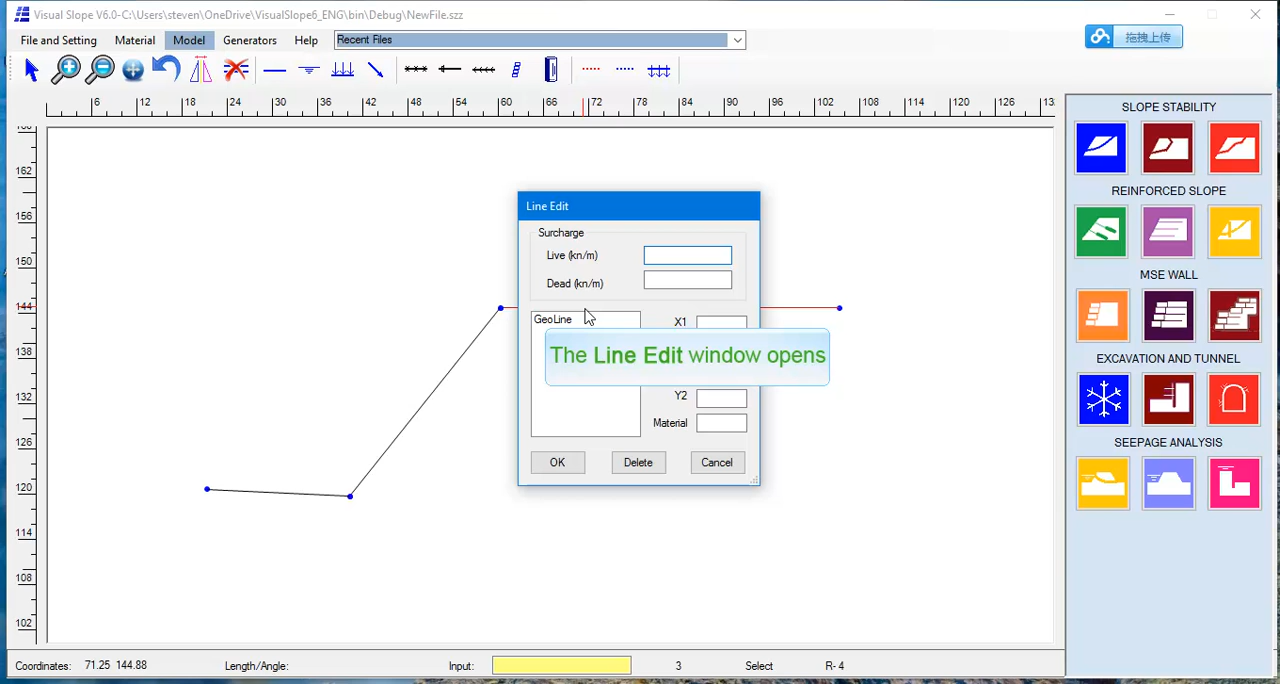 Visual Slope V6.0-C:\Users\steven\OneDrive\VisualSlope6_ENG\bin\Debug\NewFile.szz
File and Setting Material Model Generators Help Recent Files
拖拽上传
6 12 18 24 30 36 42 48 54 60 66 72 78 84 90 96 102 108 114 120 126
162
156
150
144
138
132
126
120
114
108
102
Line Edit
Surcharge
Live (kn/m)
Dead (kn/m)
GeoLine
X1
The Line Edit window opens
Y2
Material
OK Delete Cancel
SLOPE STABILITY
REINFORCED SLOPE
MSE WALL
EXCAVATION AND TUNNEL
SEEPAGE ANALYSIS
Coordinates: 71.25 144.88 Length/Angle: Input: 3 Select R- 4